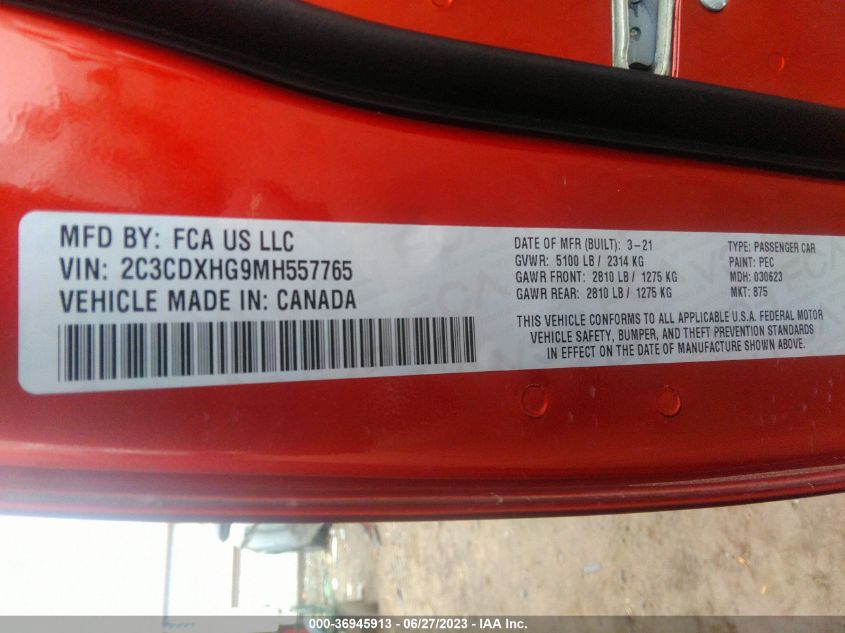 MFD BY: FCA US LLC
VIN: 2C3CDXHG9MH557765
VEHICLE MADE IN: CANADA
DATE OF MFR (BUILT): 3-21
GVWR: 5100 LB / 2314 KG
GAWR FRONT: 2810 LB / 1275 KG
GAWR REAR: 2810 LB / 1275 KG
TYPE: PASSENGER CAR
PAINT: PEC
MDH: 030623
MKT: 875
THIS VEHICLE CONFORMS TO ALL APPLICABLE U.S.A. FEDERAL MOTOR
VEHICLE SAFETY, BUMPER, AND THEFT PREVENTION STANDARDS
IN EFFECT ON THE DATE OF MANUFACTURE SHOWN ABOVE.
000-36945913 - 06/27/2023 - IAA Inc.